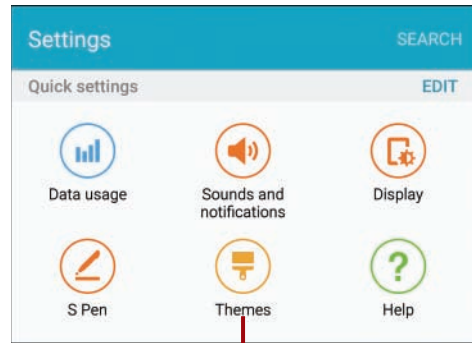 Settings SEARCH
Quick settings EDIT
Data usage Sounds and notifications Display
S Pen Themes Help
?